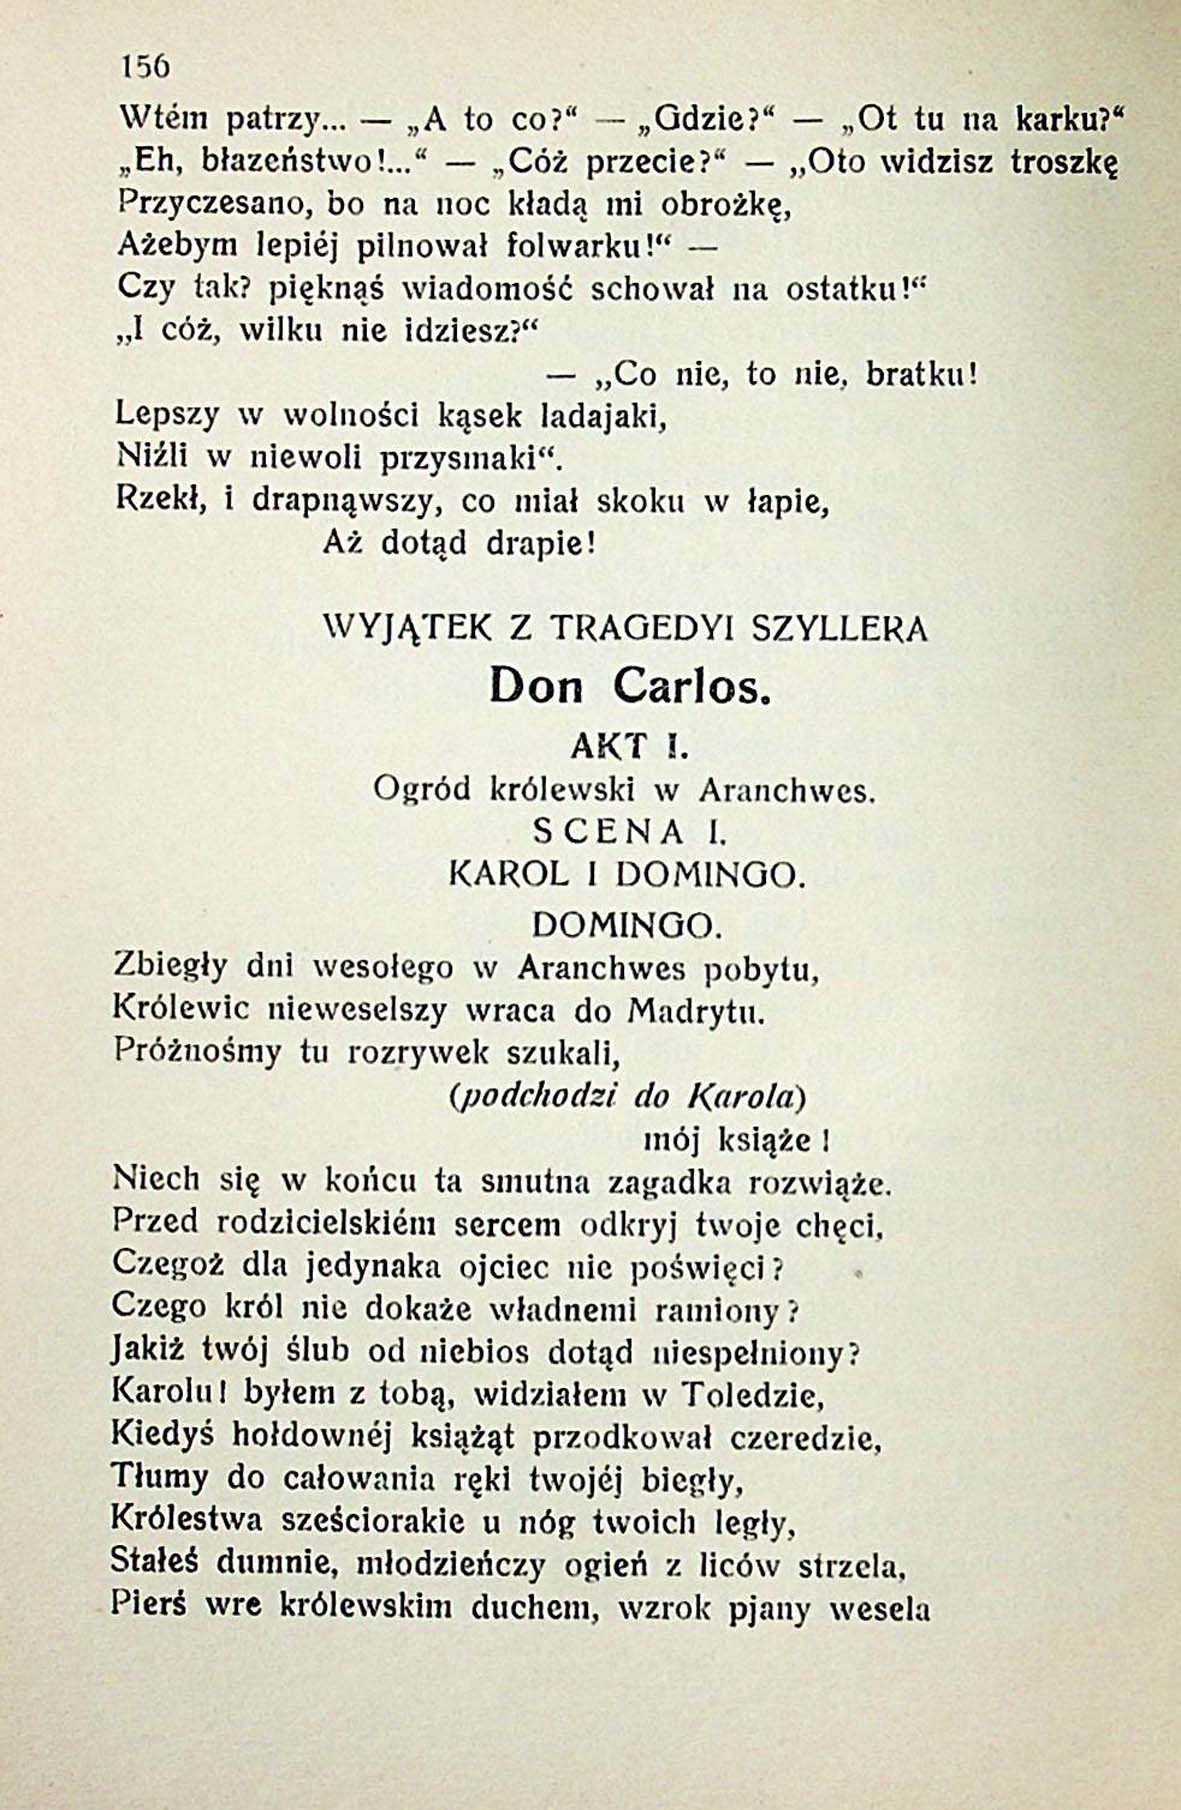 156
Wtém patrzy... — „A to co?“ — „Gdzie?“ — „Ot tu na karku?“
„Eh, błazeństwo!...“ — „Cóż przecie?“ — „Oto widzisz troszkę
Przyczesano, bo na noc kładą mi obrożkę,
Ażebym lepiéj pilnował folwarku!“ —
Czy tak? pięknąś wiadomość schował na ostatku!“
„I cóż, wilku nie idziesz?“
— „Co nie, to nie, bratku!
Lepszy w wolności kąsek ladajaki,
Niźli w niewoli przysmaki“.
Rzekł, i drapnąwszy, co miał skoku w łapie,
Aż dotąd drapie!
WYJĄTEK Z TRAGEDYI SZYLLERA
Don Carlos.
AKT I.
Ogród królewski w Aranchwes.
SCENA I.
KAROL I DOMINGO.
DOMINGO.
Zbiegły dni wesołego w Aranchwes pobytu,
Królewic nieweselszy wraca do Madrytu.
Próżnośmy tu rozrywek szukali,
(podchodzi do Karola)
mój książe !
Niech się w końcu ta smutna zagadka rozwiąże.
Przed rodzicielskiém sercem odkryj twoje chęci,
Czegoż dla jedynaka ojciec nie poświęci ?
Czego król nie dokaże władnemi ramiony ?
Jakiż twój ślub od niebios dotąd niespełniony?
Karolu! byłem z tobą, widziałem w Toledzie,
Kiedyś hołdownéj książąt przodkował czeredzie,
Tłumy do całowania ręki twojéj biegły,
Królestwa sześciorakie u nóg twoich legły,
Stałeś dumnie, młodzieńczy ogień z liców strzela,
Pierś wre królewskim duchem, wzrok pjany wesela